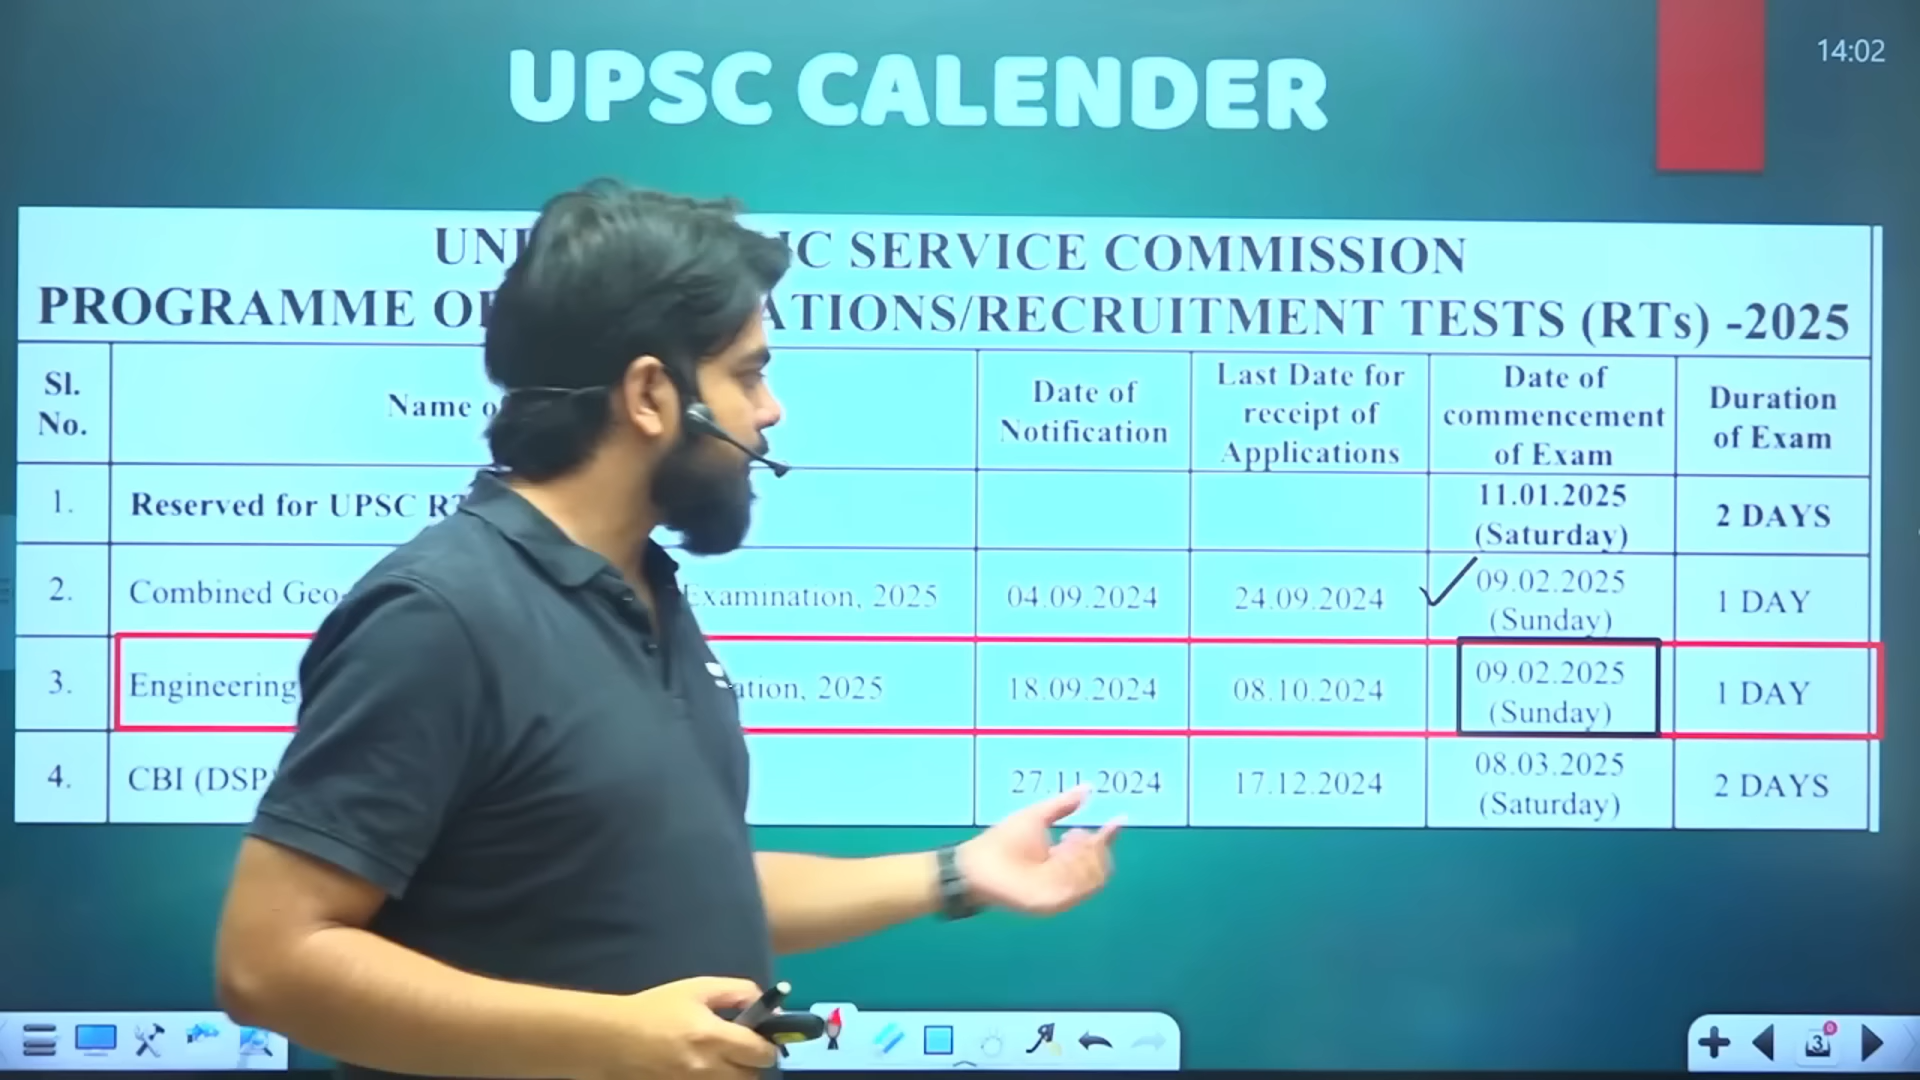 14:02
UPSC CALENDER
SERVICE COMMISSION
PROGRAMME /RECRUITMENT TESTS (RTs) -2025
Sl. No.
Name
Date of Notification
Last Date for receipt of Applications
Date of commencement of Exam
Duration of Exam
1.
Reserved for UPSC
11.01.2025 (Saturday)
2 DAYS
2.
Combined Examination, 2025
04.09.2024
24.09.2024
09.02.2025 (Sunday)
1 DAY
3.
Engineering 2025
18.09.2024
08.10.2024
09.02.2025 (Sunday)
1 DAY
4.
CBI (DSP
27.11.2024
17.12.2024
08.03.2025 (Saturday)
2 DAYS
3